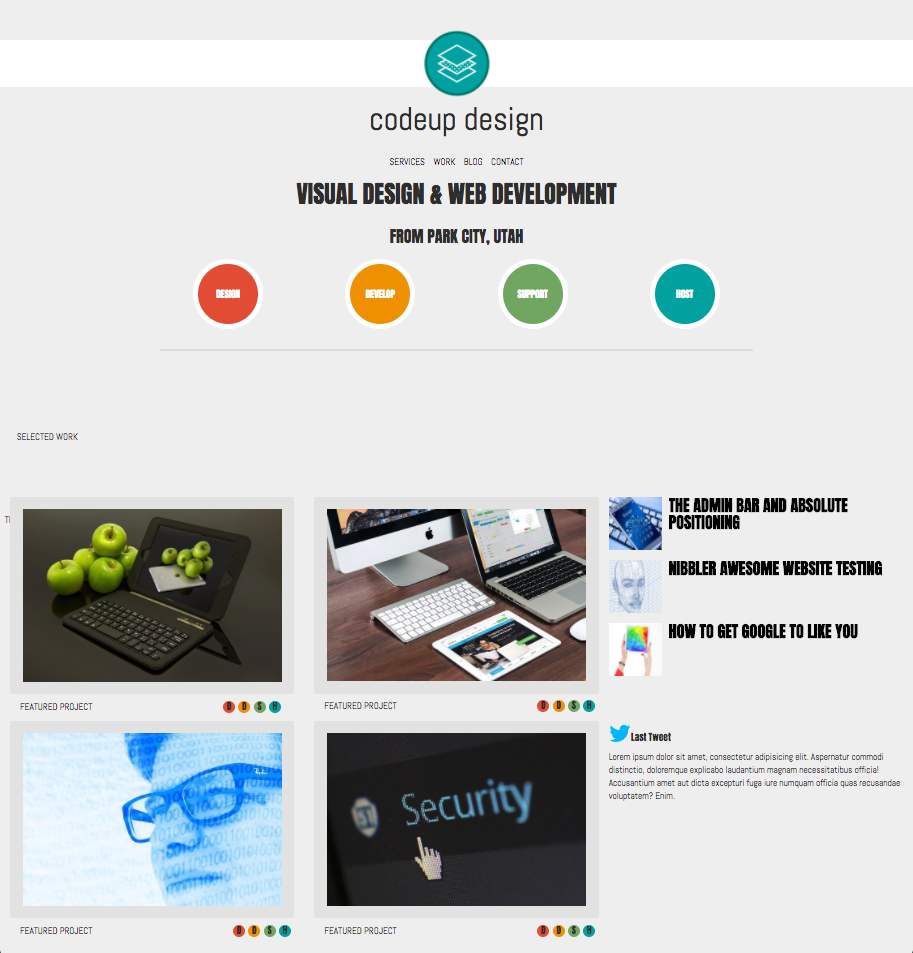 codeup design
SERVICES WORK BLOG CONTACT
VISUAL DESIGN & WEB DEVELOPMENT
FROM PARK CITY, UTAH
DESIGN
DEVELOP
SUPPORT
HOST
SELECTED WORK
THE ADMIN BAR AND ABSOLUTE
POSITIONING
NIBBLER AWESOME WEBSITE TESTING
HOW TO GET GOOGLE TO LIKE YOU
FEATURED PROJECT
D D S H
FEATURED PROJECT
D D S H
Last Tweet
Lorem ipsum dolor sit amet, consectetur adipisicing elit. Aspernatur commodi
distinctio, doloremque explicabo laudantium magnam necessitatibus officia!
Accusantium amet aut dicta excepturi fuga iure numquam officia quas recusandae
voluptatem? Enim.
Security
FEATURED PROJECT
D D S H
FEATURED PROJECT
D D S H